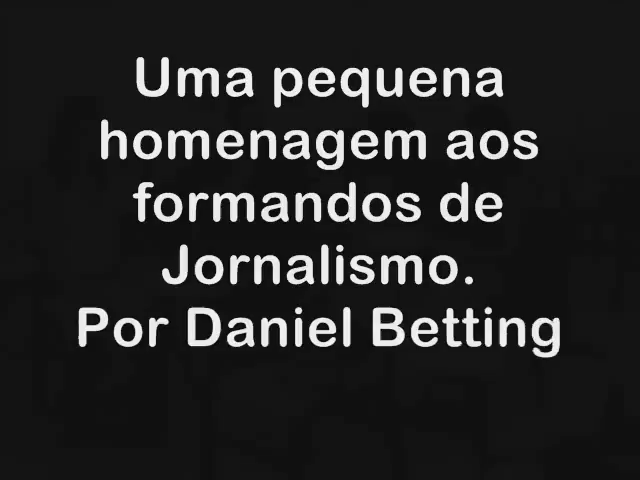 Uma pequena
homenagem aos
formandos de
Jornalismo.
Por Daniel Betting